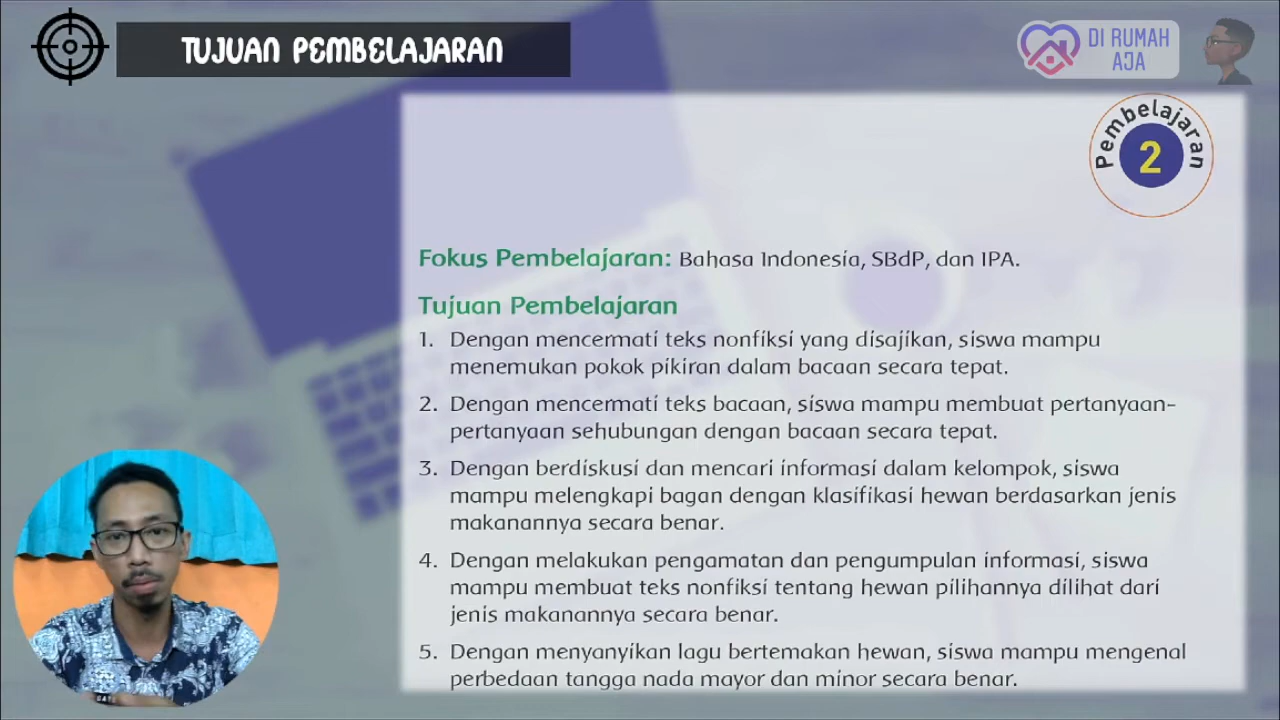 TUJUAN PEMBELAJARAN
DI RUMAH
AJA
Pembelajaran
2
Fokus Pembelajaran: Bahasa Indonesia, SBdP, dan IPA.
Tujuan Pembelajaran
1. Dengan mencermati teks nonfiksi yang disajikan, siswa mampu
menemukan pokok pikiran dalam bacaan secara tepat.
2. Dengan mencermati teks bacaan, siswa mampu membuat pertanyaan-
pertanyaan sehubungan dengan bacaan secara tepat.
3. Dengan berdiskusi dan mencari informasi dalam kelompok, siswa
mampu melengkapi bagan dengan klasifikasi hewan berdasarkan jenis
makanannya secara benar.
4. Dengan melakukan pengamatan dan pengumpulan informasi, siswa
mampu membuat teks nonfiksi tentang hewan pilihannya dilihat dari
jenis makanannya secara benar.
5. Dengan menyanyikan lagu bertemakan hewan, siswa mampu mengenal
perbedaan tangga nada mayor dan minor secara benar.